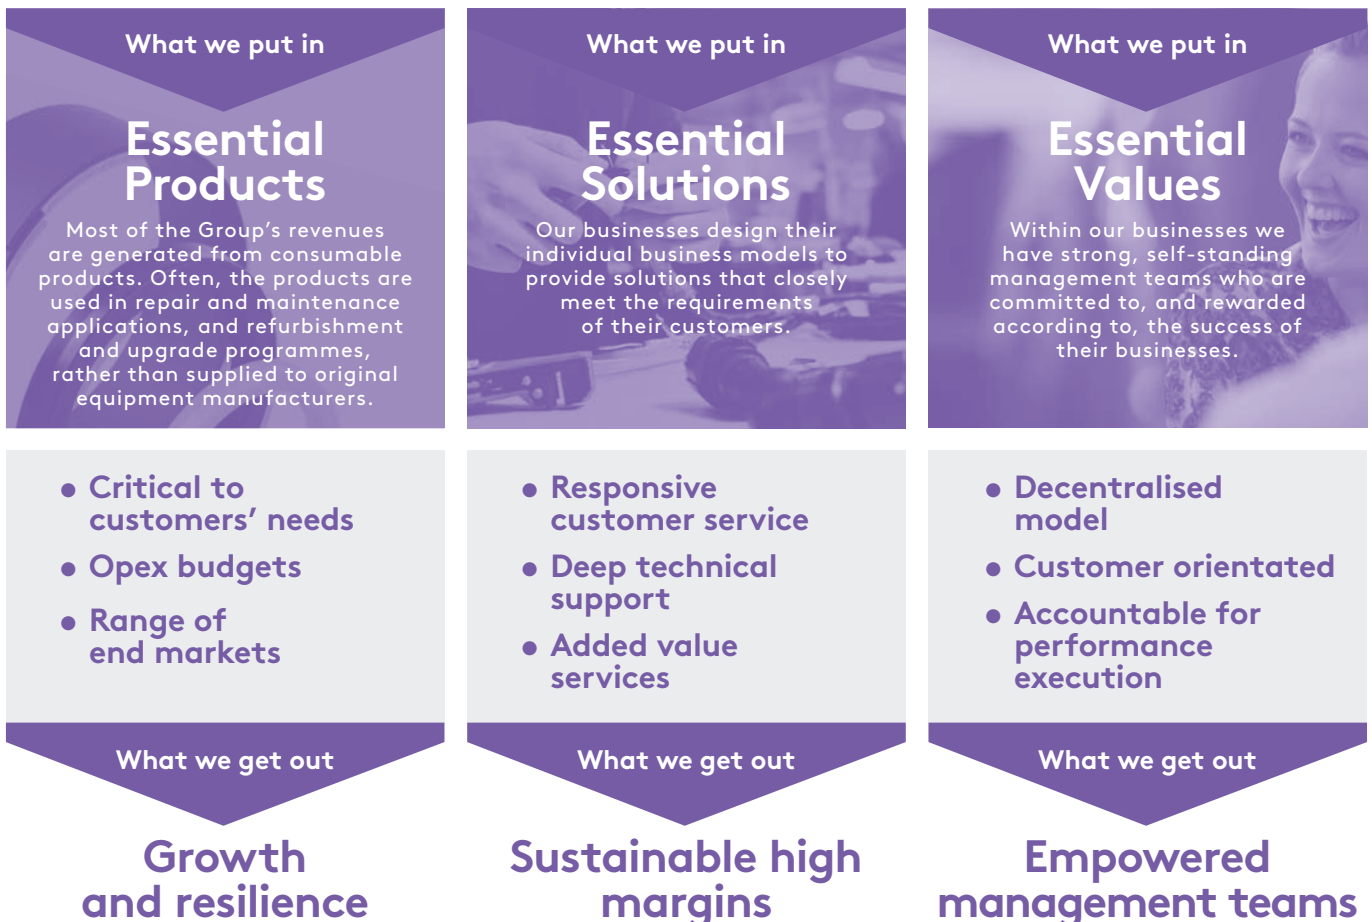 What we put in
Essential
Products
Most of the Group’s revenues
are generated from consumable
products. Often, the products are
used in repair and maintenance
applications, and refurbishment
and upgrade programmes,
rather than supplied to original
equipment manufacturers.
• Critical to
customers’ needs
• Opex budgets
• Range of
end markets
What we get out
Growth
and resilience
What we put in
Essential
Solutions
Our businesses design their
individual business models to
provide solutions that closely
meet the requirements
of their customers.
• Responsive
customer service
• Deep technical
support
• Added value
services
What we get out
Sustainable high
margins
What we put in
Essential
Values
Within our businesses we
have strong, self-standing
management teams who are
committed to, and rewarded
according to, the success of
their businesses.
• Decentralised
model
• Customer orientated
• Accountable for
performance
execution
What we get out
Empowered
management teams